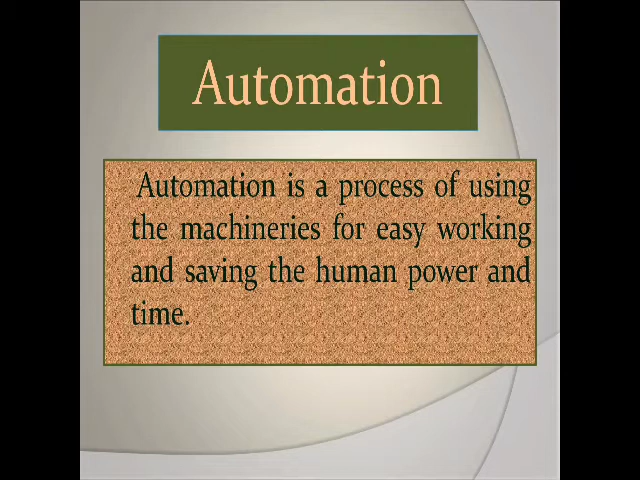 Automation
Automation is a process of using
the machineries for easy working
and saving the human power and
time.